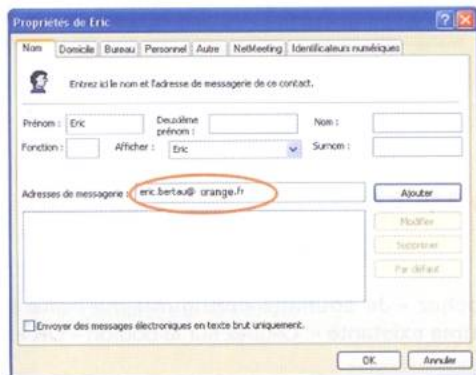 Propriétés de Eric
Nom Domicile Bureau Personnel Autre NetMeeting Identificateurs numériques
Entrez ici le nom et l'adresse de messagerie de ce contact.
Prénom : Eric Deuxième prénom : Nom :
Fonction : Afficher : Eric Surnom :
Adresses de messagerie : eric.bertau@ orange.fr Ajouter
Modifier
Supprimer
Par défaut
Envoyer des messages électroniques en texte brut uniquement.
OK Annuler